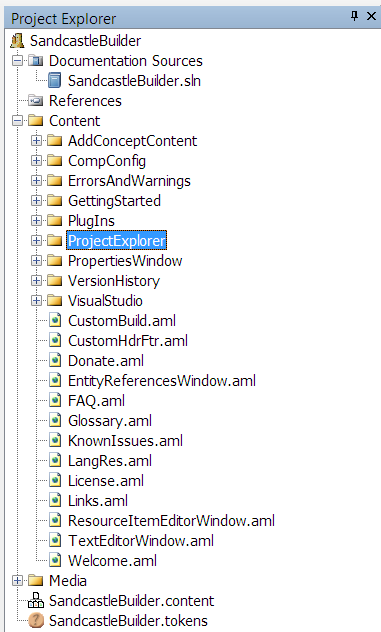 Project Explorer
SandcastleBuilder
Documentation Sources
SandcastleBuilder.sln
References
Content
AddConceptContent
CompConfig
ErrorsAndWarnings
GettingStarted
PlugIns
ProjectExplorer
PropertiesWindow
VersionHistory
VisualStudio
CustomBuild.aml
CustomHdrFtr.aml
Donate.aml
EntityReferencesWindow.aml
FAQ.aml
Glossary.aml
KnownIssues.aml
LangRes.aml
License.aml
Links.aml
ResourceItemEditorWindow.aml
TextEditorWindow.aml
Welcome.aml
Media
SandcastleBuilder.content
SandcastleBuilder.tokens